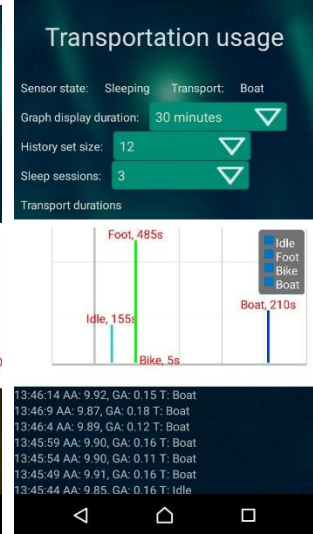 Transportation usage
Sensor state: Sleeping Transport: Boat
Graph display duration: 30 minutes
History set size: 12
Sleep sessions: 3
Transport durations
Foot, 485s
Idle
Foot
Bike
Boat
Boat, 210s
Idle, 155s
Bike, 5s
13:46:14 AA: 9.92, GA: 0.15 T: Boat
13:46:9 AA: 9.87, GA: 0.18 T: Boat
13:46:4 AA: 9.89, GA: 0.12 T: Boat
13:45:59 AA: 9.90, GA: 0.16 T: Boat
13:45:54 AA: 9.90, GA: 0.11 T: Boat
13:45:49 AA: 9.91, GA: 0.16 T: Boat
13:45:44 AA: 9.85, GA: 0.16 T: Idle